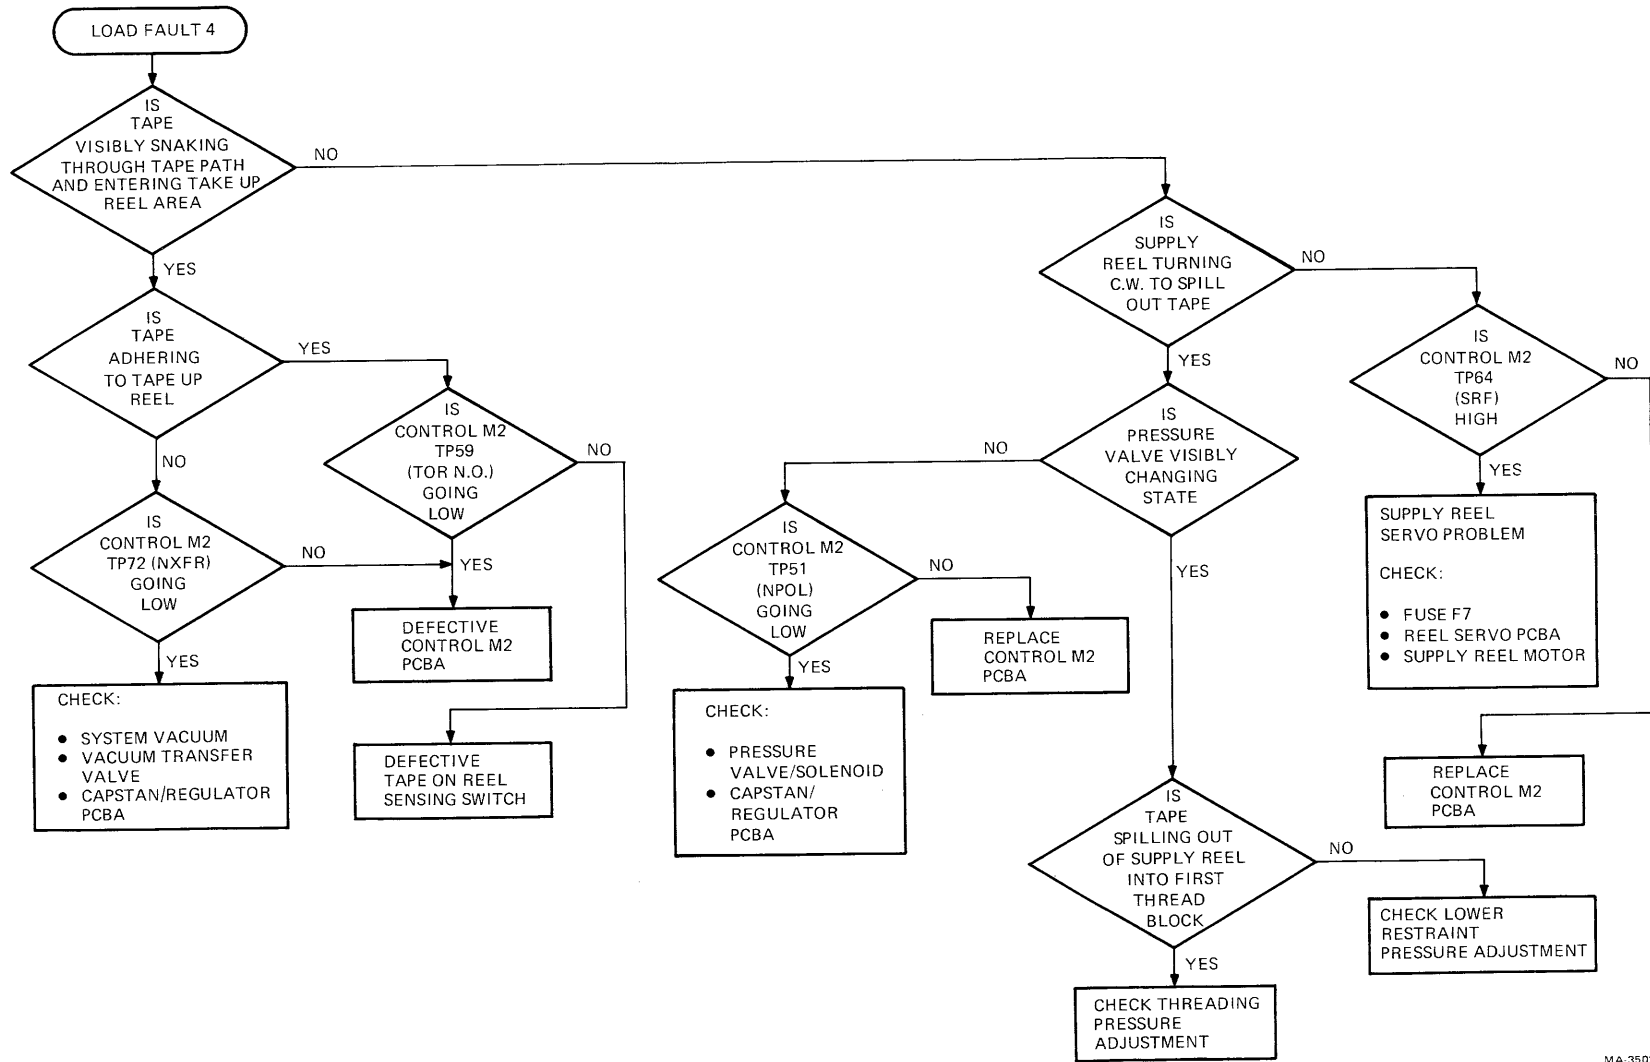 LOAD FAULT 4
IS
TAPE
VISIBLY SNAKING
THROUGH TAPE PATH
AND ENTERING TAKE UP
REEL AREA
NO
YES
IS
TAPE
ADHERING
TO TAPE UP
REEL
YES
NO
IS
CONTROL M2
TP59
(TOR N.O.)
GOING
LOW
NO
YES
IS
CONTROL M2
TP72 (NXFR)
GOING
LOW
NO
YES
DEFECTIVE
CONTROL M2
PCBA
CHECK:
● SYSTEM VACUUM
● VACUUM TRANSFER
VALVE
● CAPSTAN/REGULATOR
PCBA
DEFECTIVE
TAPE ON REEL
SENSING SWITCH
IS
SUPPLY
REEL TURNING
C.W. TO SPILL
OUT TAPE
NO
YES
IS
CONTROL M2
TP64
(SRF)
HIGH
NO
YES
IS
PRESSURE
VALVE VISIBLY
CHANGING
STATE
NO
YES
IS
CONTROL M2
TP51
(NPOL)
GOING
LOW
NO
YES
REPLACE
CONTROL M2
PCBA
CHECK:
● PRESSURE
VALVE/SOLENOID
● CAPSTAN/
REGULATOR
PCBA
SUPPLY REEL
SERVO PROBLEM
CHECK:
● FUSE F7
● REEL SERVO PCBA
● SUPPLY REEL MOTOR
REPLACE
CONTROL M2
PCBA
IS
TAPE
SPILLING OUT
OF SUPPLY REEL
INTO FIRST
THREAD
BLOCK
NO
YES
CHECK LOWER
RESTRAINT
PRESSURE ADJUSTMENT
CHECK THREADING
PRESSURE
ADJUSTMENT